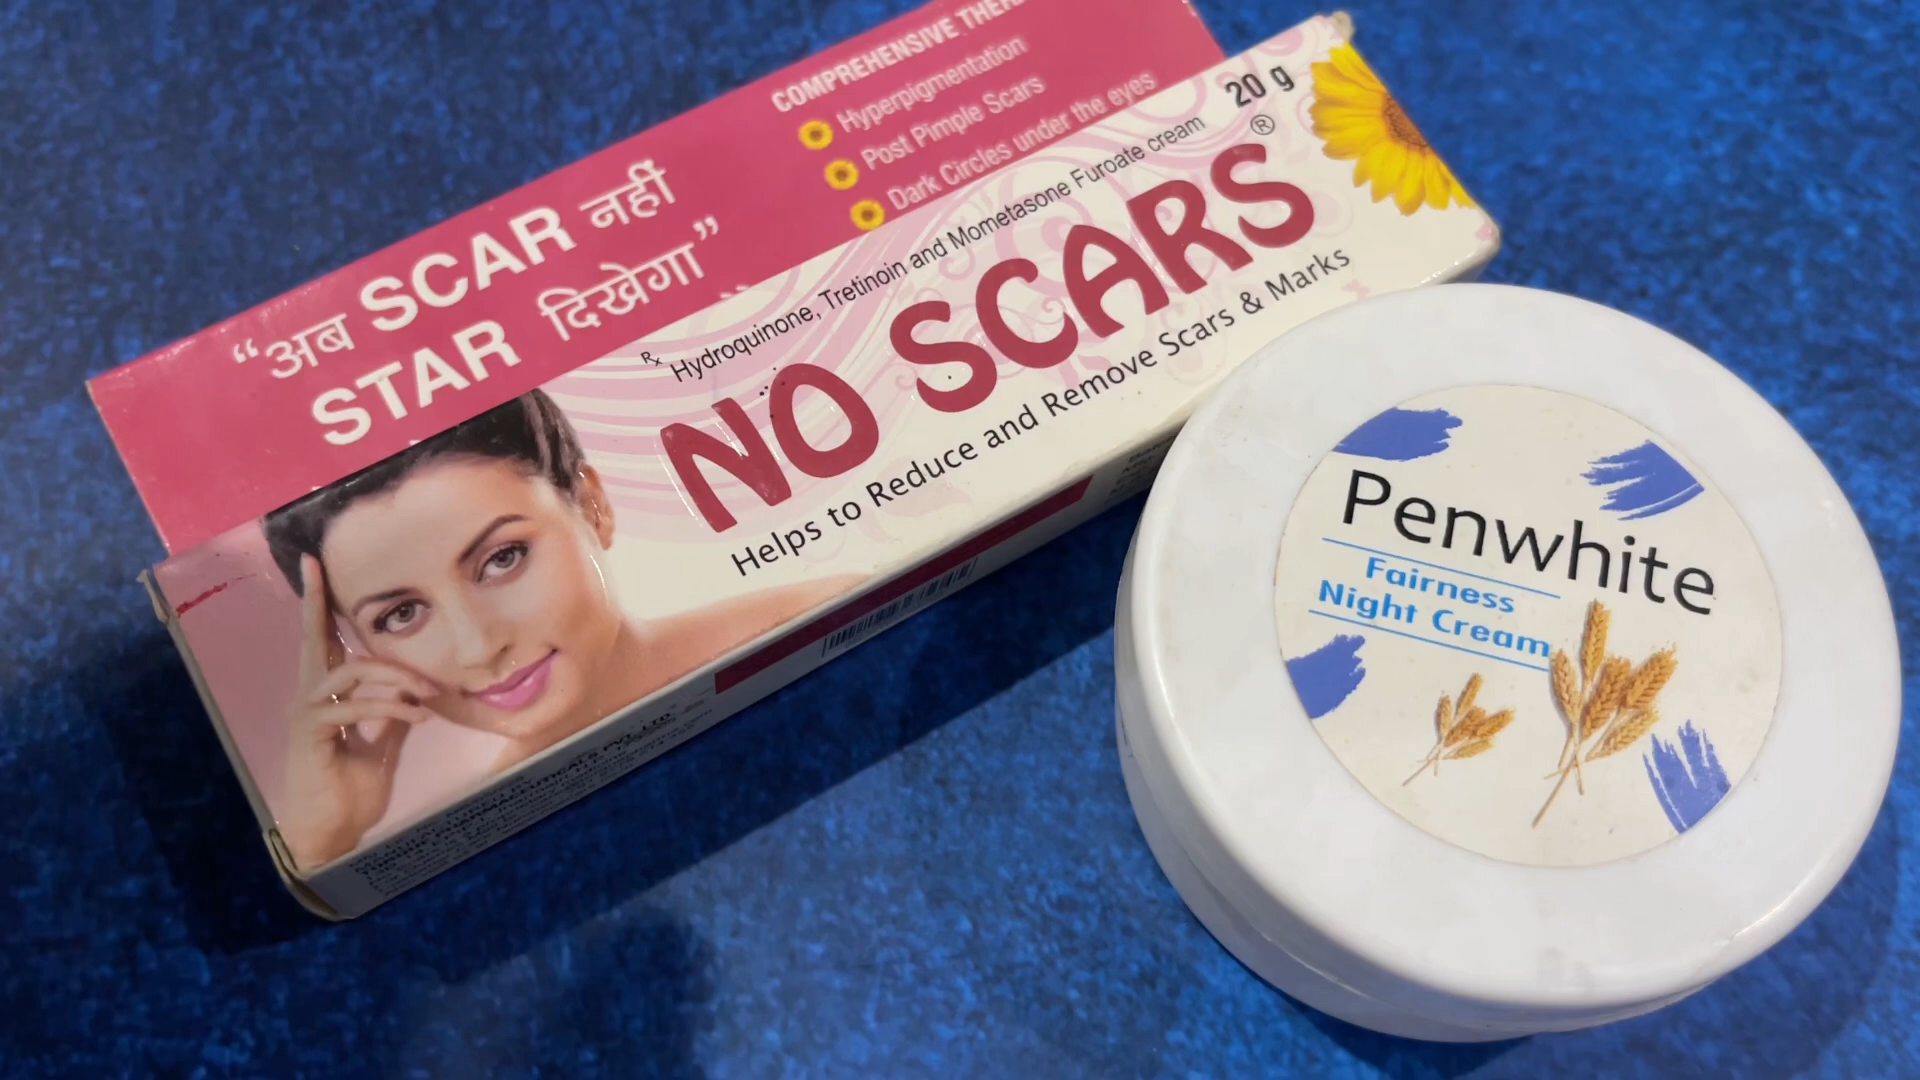 “अब SCAR नहीं
STAR दिखेगा”
COMPREHENSIVE
Hyperpigmentation
Post Pimple Scars
Dark Circles under the eyes
20 g
Rx Hydroquinone, Tretinoin and Mometasone Furoate cream
NO SCARS®
Helps to Reduce and Remove Scars & Marks
Penwhite
Fairness
Night Cream